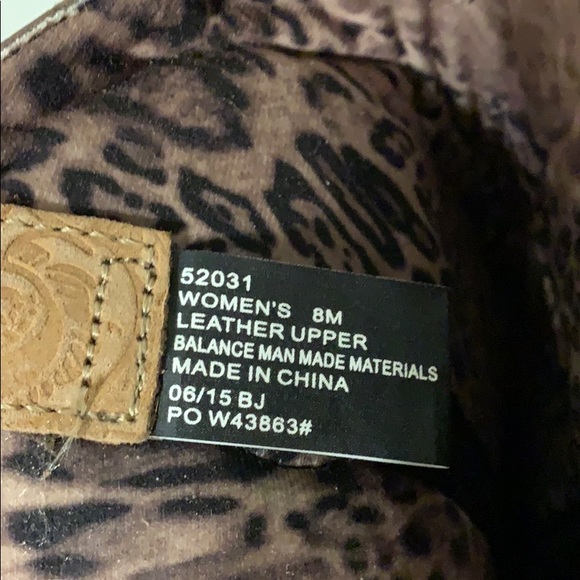 52031
WOMEN'S 8M
LEATHER UPPER
BALANCE MAN MADE MATERIALS
MADE IN CHINA
06/15 BJ
PO W43863#